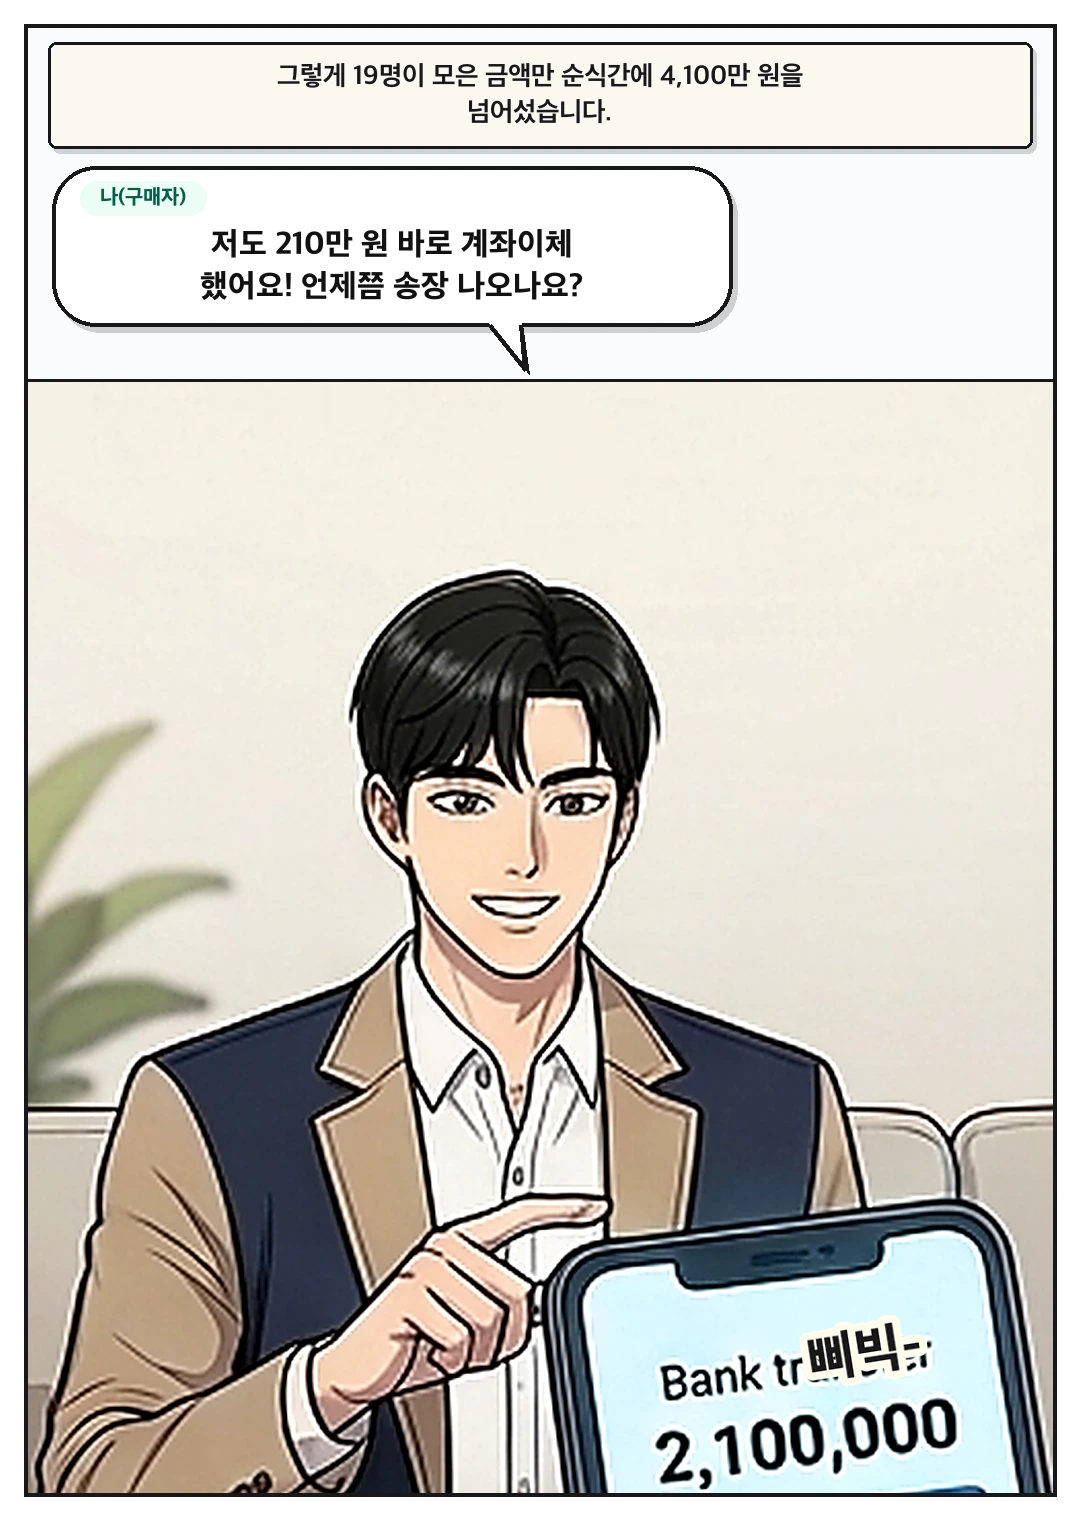 그렇게 19명이 모은 금액만 순식간에 4,100만 원을
넘어섰습니다.
나(구매자)
저도 210만 원 바로 계좌이체
했어요! 언제쯤 송장 나오나요?
삐빅-
Bank
2,100,000